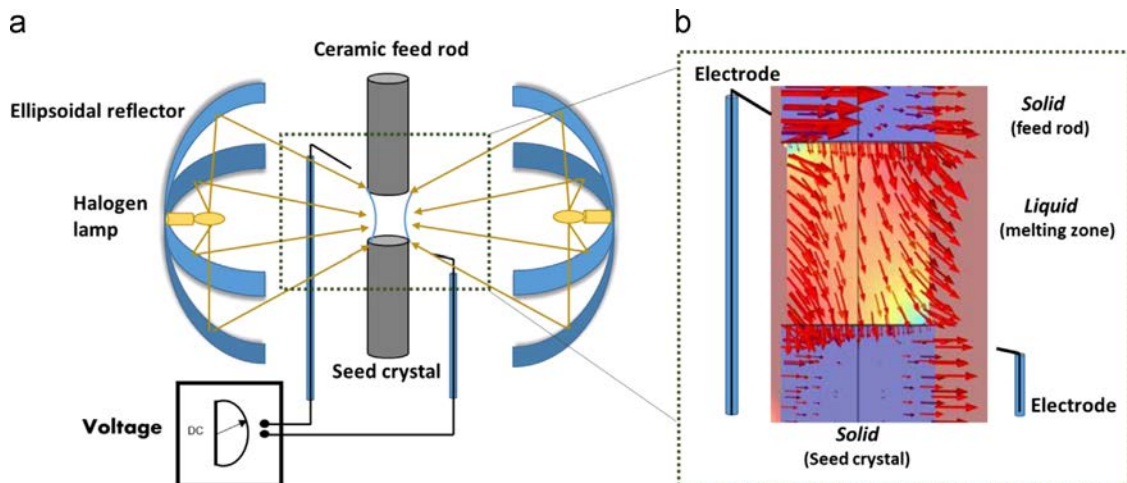 a
Ceramic feed rod
Ellipsoidal reflector
Halogen
lamp
Seed crystal
Voltage
DC
b
Electrode
Solid
(feed rod)
Liquid
(melting zone)
Electrode
Solid
(Seed crystal)